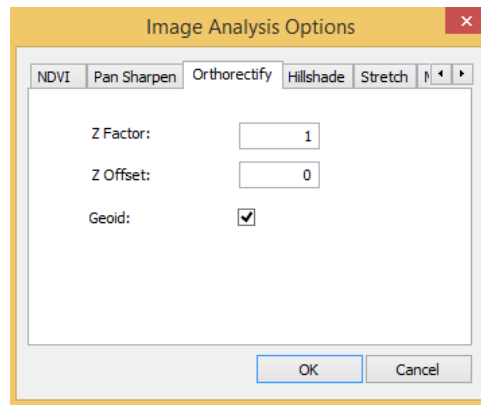 Image Analysis Options
NDVI Pan Sharpen Orthorectify Hillshade Stretch
Z Factor: 1
Z Offset: 0
Geoid:
OK Cancel